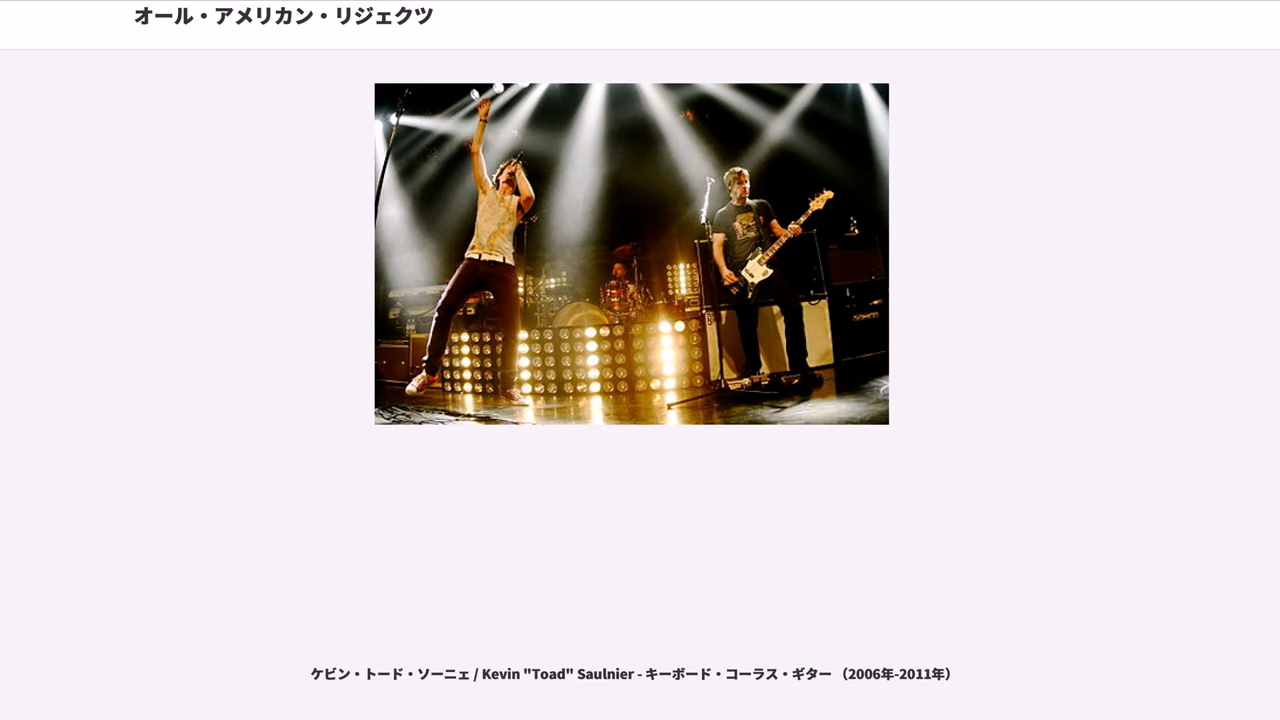 オール・アメリカン・リジェクツ
ケビン・トード・ソーニェ / Kevin "Toad" Saulnier - キーボード・コーラス・ギター （2006年-2011年）